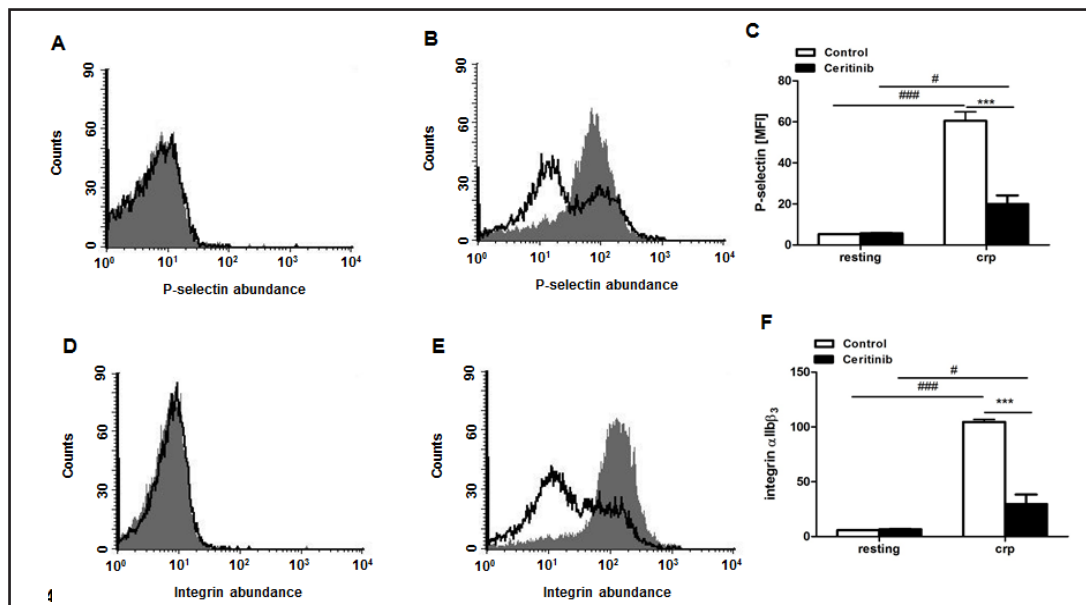 A
90
60
30
0
Counts
10⁰ 10¹ 10² 10³ 10⁴
P-selectin abundance
B
90
60
30
0
Counts
10⁰ 10¹ 10² 10³ 10⁴
P-selectin abundance
C
Control
Ceritinib
#
###
***
80
60
40
20
0
P-selectin [MFI]
resting crp
D
90
60
30
0
Counts
10⁰ 10¹ 10² 10³ 10⁴
Integrin abundance
E
90
60
30
0
Counts
10⁰ 10¹ 10² 10³ 10⁴
Integrin abundance
F
Control
Ceritinib
#
###
***
150
100
50
0
integrin αIIbβ₃
resting crp